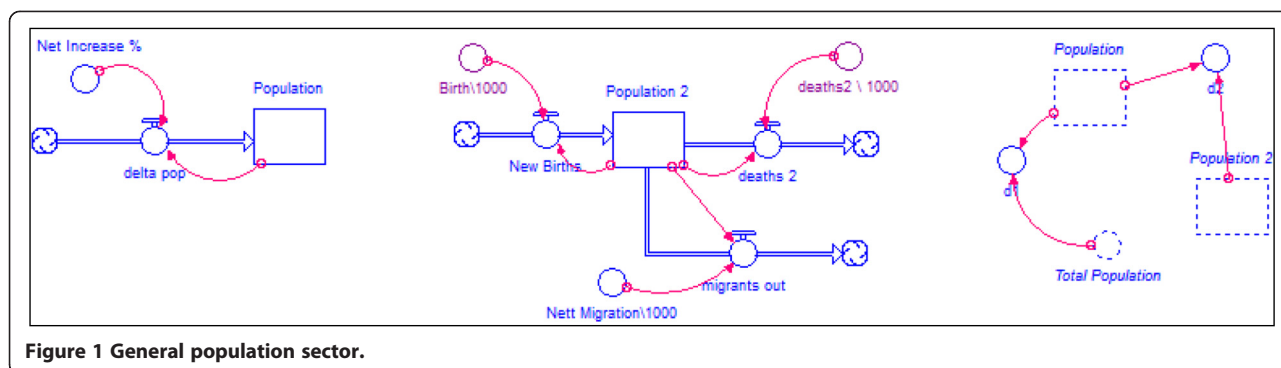 Net Increase %
Population
delta pop
Birth\1000
Population 2
deaths2 \ 1000
New Births
deaths 2
migrants out
Nett Migration\1000
Population
d2
Population 2
d1
Total Population
Figure 1 General population sector.